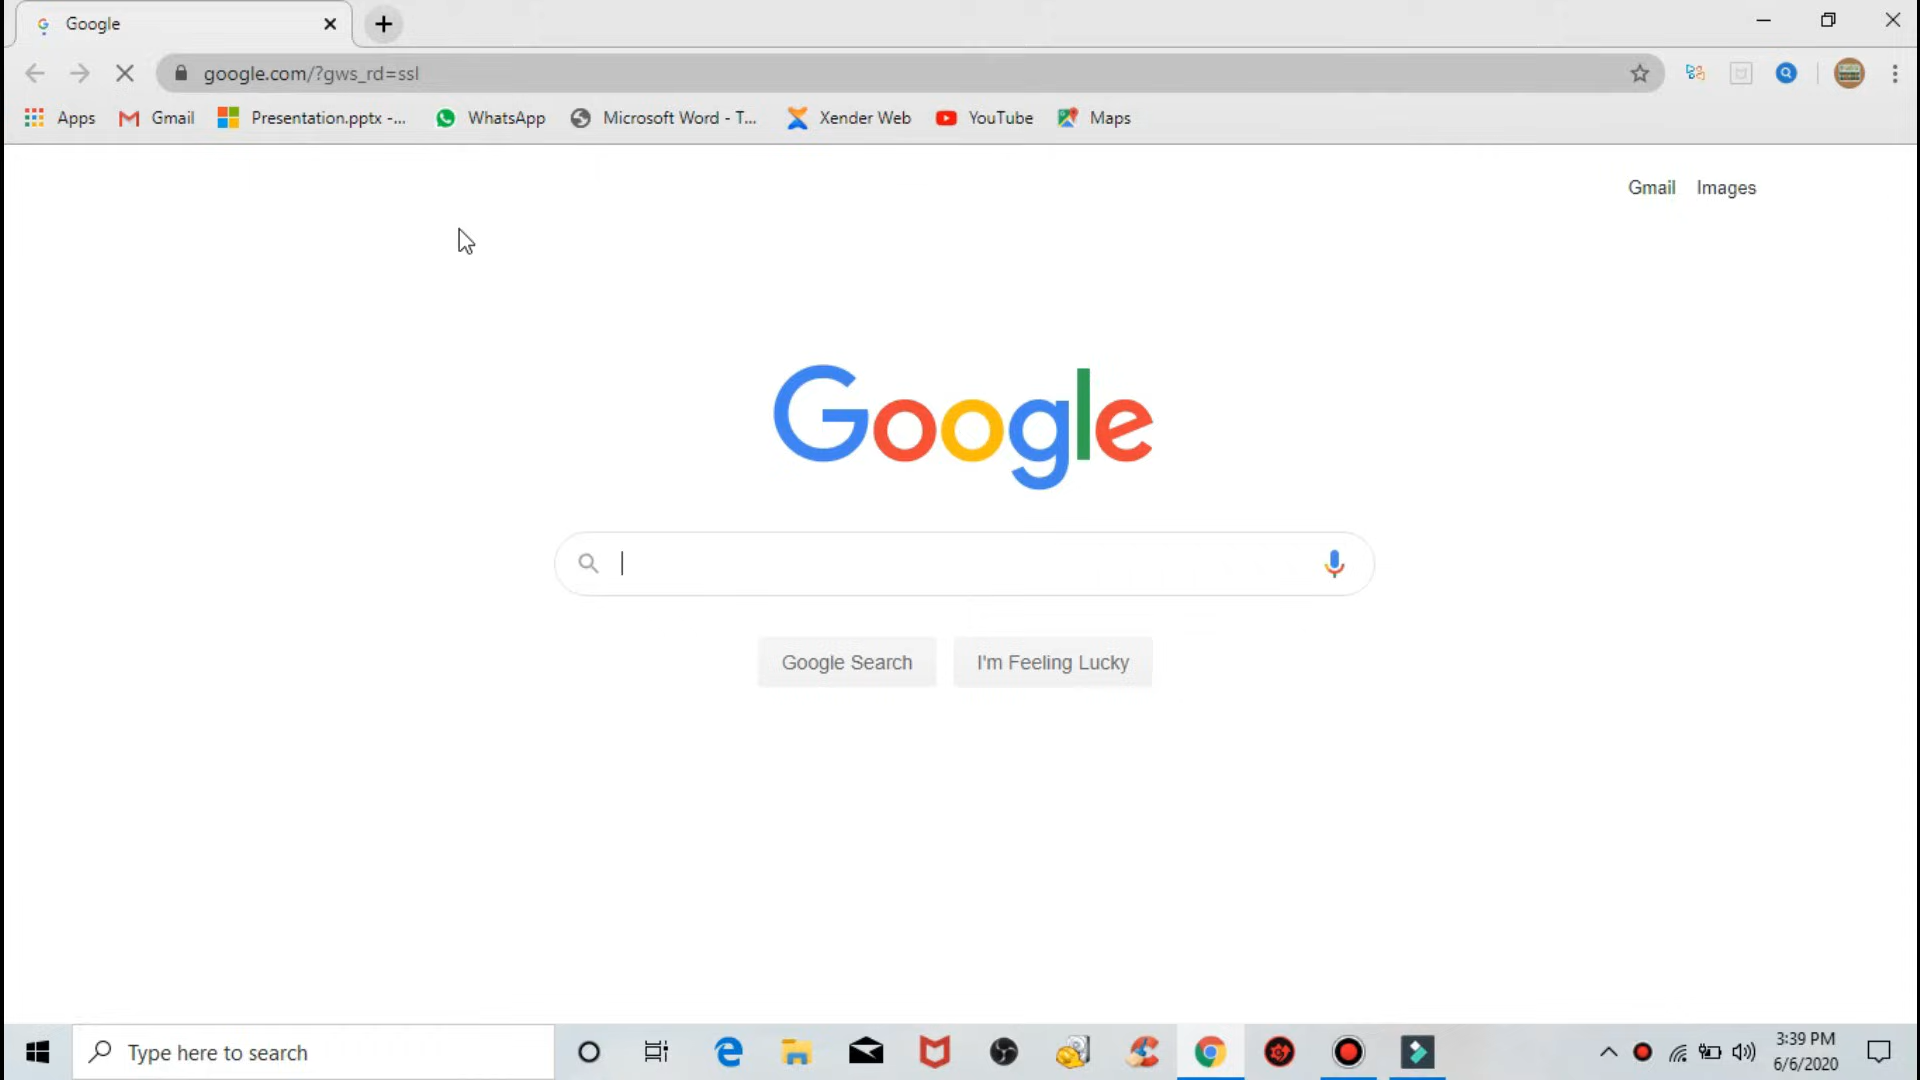 Google
google.com/?gws_rd=ssl
Apps Gmail Presentation.pptx -... WhatsApp Microsoft Word - T... Xender Web YouTube Maps
Gmail Images
Google
Google Search I'm Feeling Lucky
Type here to search
3:39 PM
6/6/2020